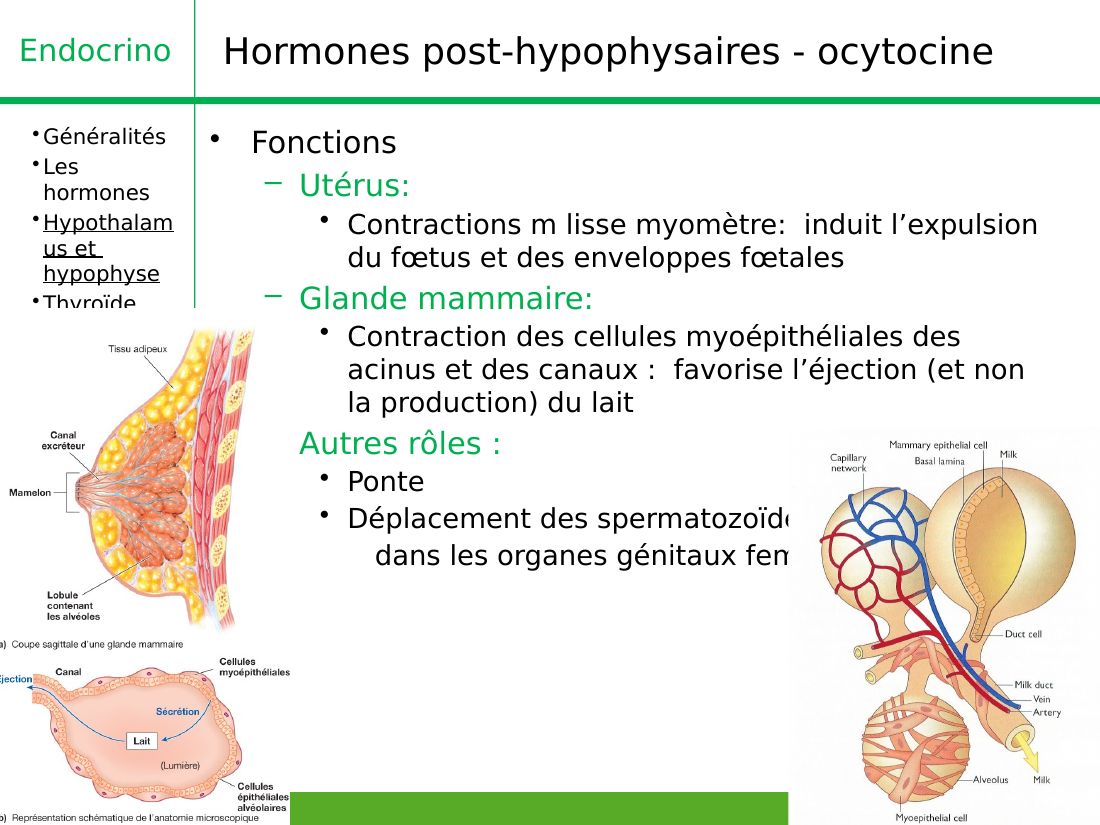 Endocrino
Hormones post-hypophysaires - ocytocine
•Généralités
•Les
hormones
•Hypothalam
us et
hypophyse
•Thyroïde
• Fonctions
– Utérus:
• Contractions m lisse myomètre:  induit l’expulsion
du fœtus et des enveloppes fœtales
– Glande mammaire:
• Contraction des cellules myoépithéliales des
acinus et des canaux :  favorise l’éjection (et non
la production) du lait
Autres rôles :
• Ponte
• Déplacement des
dans les organes génitaux
Tissu adipeux
Canal
excréteur
Mamelon
Lobule
contenant
les alvéoles
a) Coupe sagittale d'une glande mammaire
Éjection
Canal
Cellules
myoépithéliales
Sécrétion
Lait
(Lumière)
Cellules
épithéliales
alvéolaires
b) Représentation schématique de l'anatomie microscopique
Mammary epithelial cell
Capillary
network
Basal lamina
Milk
Duct cell
Milk duct
Vein
Artery
Alveolus
Milk
Myoepithelial cell